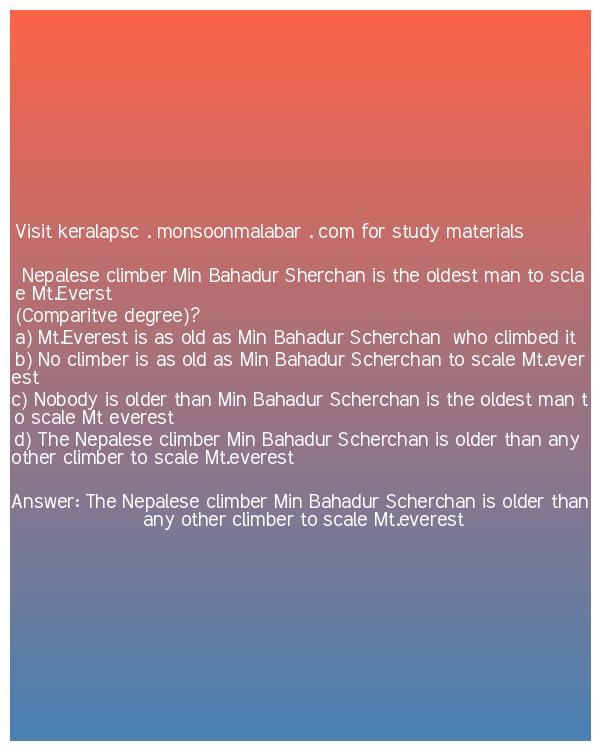 Visit keralapsc . monsoonmalabar . com for study materials
Nepalese climber Min Bahadur Sherchan is the oldest man to scla
e Mt.Everst
(Comparitve degree)?
a) Mt.Everest is as old as Min Bahadur Scherchan  who climbed it
b) No climber is as old as Min Bahadur Scherchan to scale Mt.ever
est
c) Nobody is older than Min Bahadur Scherchan is the oldest man t
o scale Mt everest
d) The Nepalese climber Min Bahadur Scherchan is older than any
other climber to scale Mt.everest
Answer: The Nepalese climber Min Bahadur Scherchan is older than
any other climber to scale Mt.everest